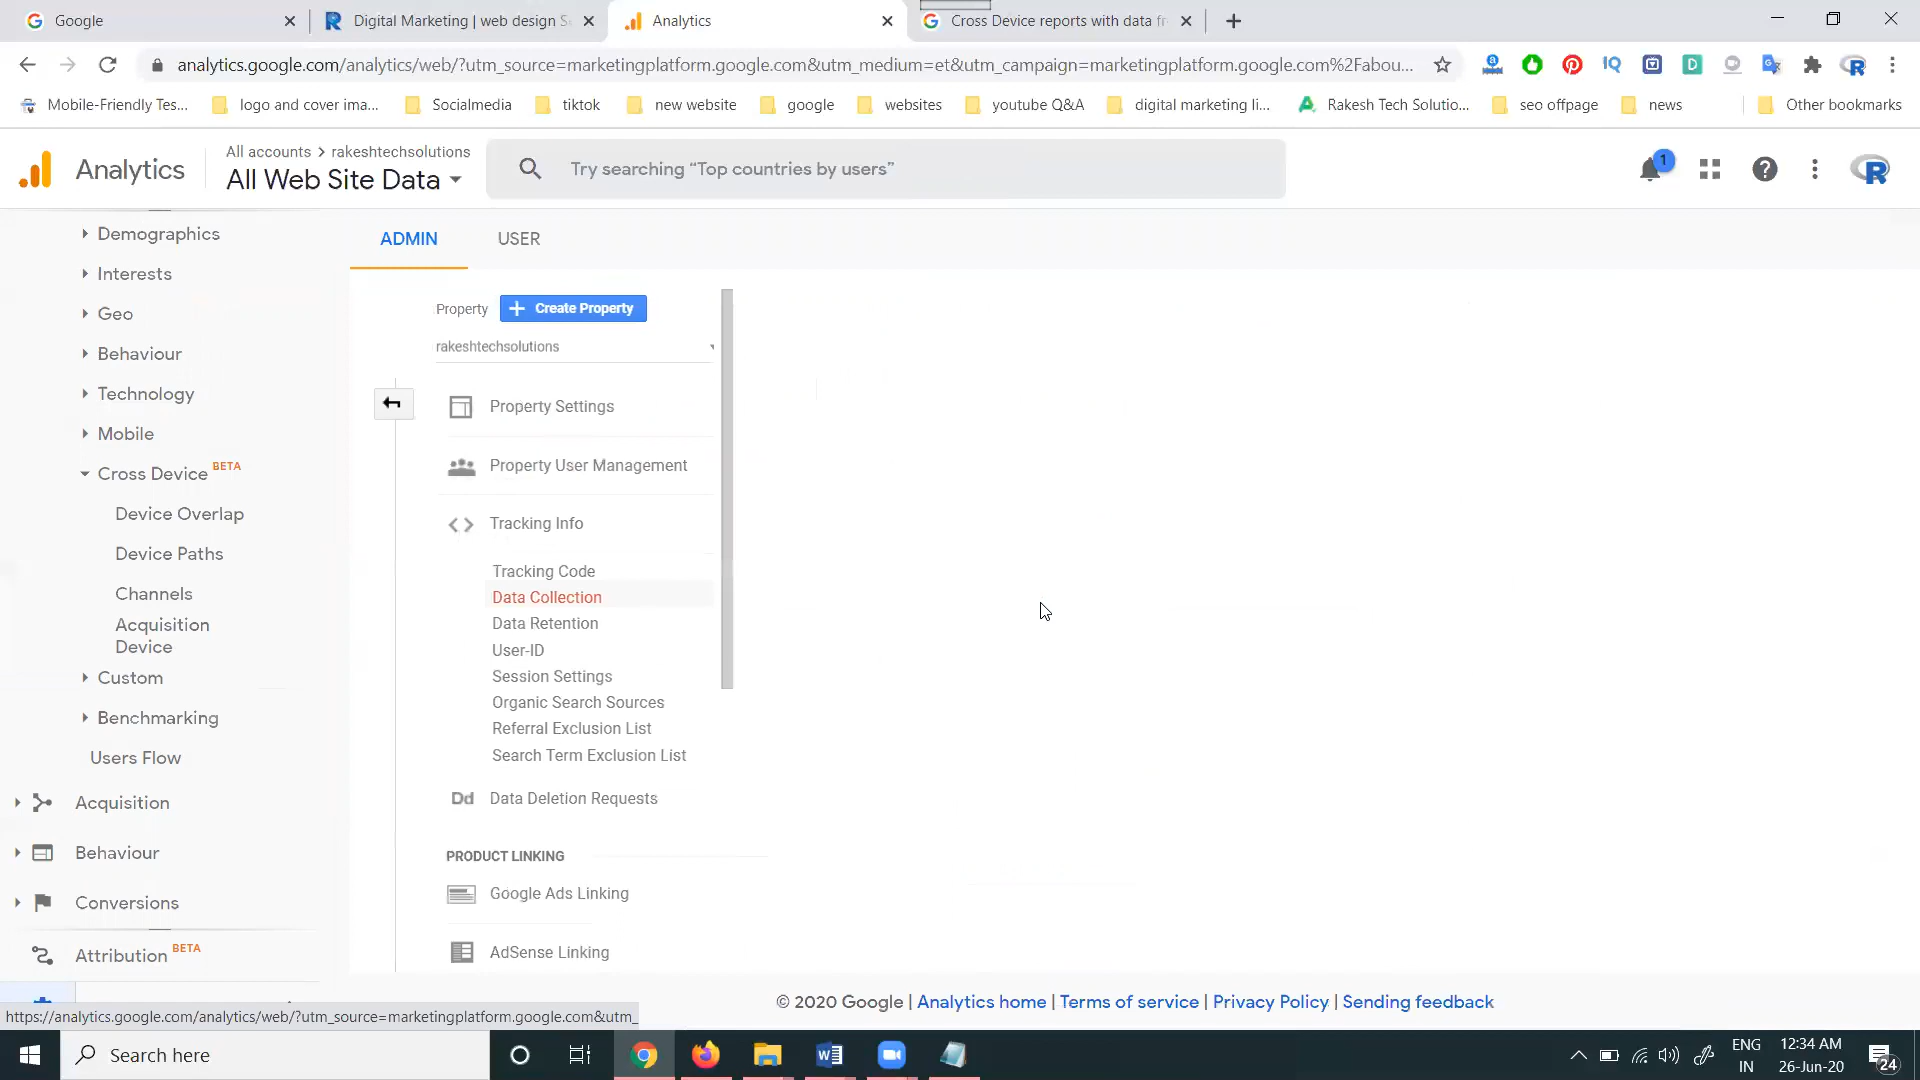 Google
Digital Marketing | web design S
Analytics
Cross Device reports with data fr
analytics.google.com/analytics/web/?utm_source=marketingplatform.google.com&utm_medium=et&utm_campaign=marketingplatform.google.com%2Fabou...
Mobile-Friendly Tes...
logo and cover ima...
Socialmedia
tiktok
new website
google
websites
youtube Q&A
digital marketing li...
Rakesh Tech Solutio...
seo offpage
news
Other bookmarks
Analytics
All accounts > rakeshtechsolutions
All Web Site Data
Try searching “Top countries by users”
1
Demographics
Interests
Geo
Behaviour
Technology
Mobile
Cross Device BETA
Device Overlap
Device Paths
Channels
Acquisition
Device
Custom
Benchmarking
Users Flow
Acquisition
Behaviour
Conversions
Attribution BETA
ADMIN
USER
Property
Create Property
rakeshtechsolutions
Property Settings
Property User Management
Tracking Info
Tracking Code
Data Collection
Data Retention
User-ID
Session Settings
Organic Search Sources
Referral Exclusion List
Search Term Exclusion List
Dd Data Deletion Requests
PRODUCT LINKING
Google Ads Linking
AdSense Linking
© 2020 Google | Analytics home | Terms of service | Privacy Policy | Sending feedback
https://analytics.google.com/analytics/web/?utm_source=marketingplatform.google.com&utm_
Search here
ENG
IN
12:34 AM
26-Jun-20
24